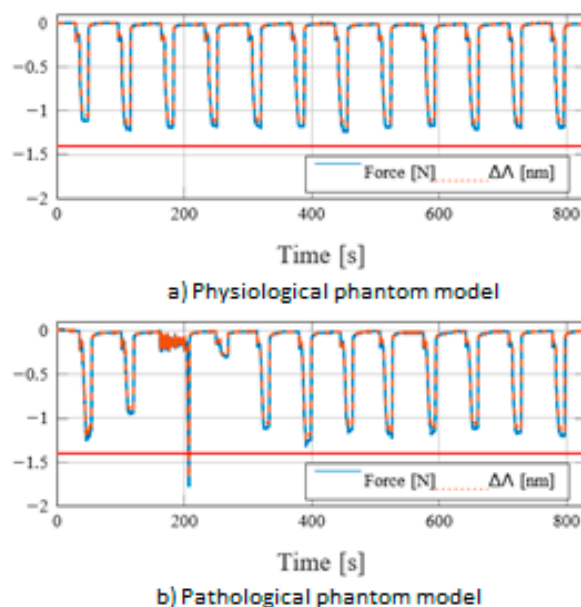 0
−0.5
−1
−1.5
−2
Force [N] ΔΛ [nm]
0 200 400 600 800
Time [s]
a) Physiological phantom model
0
−0.5
−1
−1.5
−2
Force [N] ΔΛ [nm]
0 200 400 600 800
Time [s]
b) Pathological phantom model